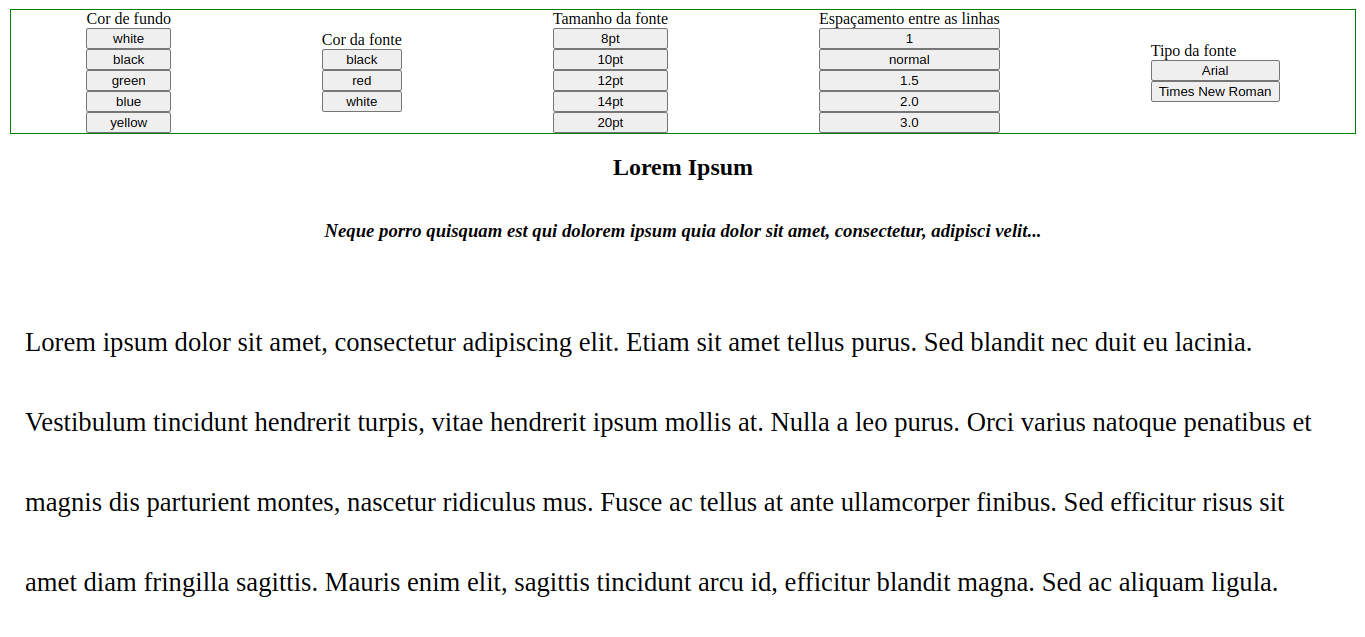 Cor de fundo
white
black
green
blue
yellow
Cor da fonte
black
red
white
Tamanho da fonte
8pt
10pt
12pt
14pt
20pt
Espaçamento entre as linhas
1
normal
1.5
2.0
3.0
Tipo da fonte
Arial
Times New Roman
Lorem Ipsum
Neque porro quisquam est qui dolorem ipsum quia dolor sit amet, consectetur, adipisci velit...
Lorem ipsum dolor sit amet, consectetur adipiscing elit. Etiam sit amet tellus purus. Sed blandit nec duit eu lacinia.
Vestibulum tincidunt hendrerit turpis, vitae hendrerit ipsum mollis at. Nulla a leo purus. Orci varius natoque penatibus et
magnis dis parturient montes, nascetur ridiculus mus. Fusce ac tellus at ante ullamcorper finibus. Sed efficitur risus sit
amet diam fringilla sagittis. Mauris enim elit, sagittis tincidunt arcu id, efficitur blandit magna. Sed ac aliquam ligula.